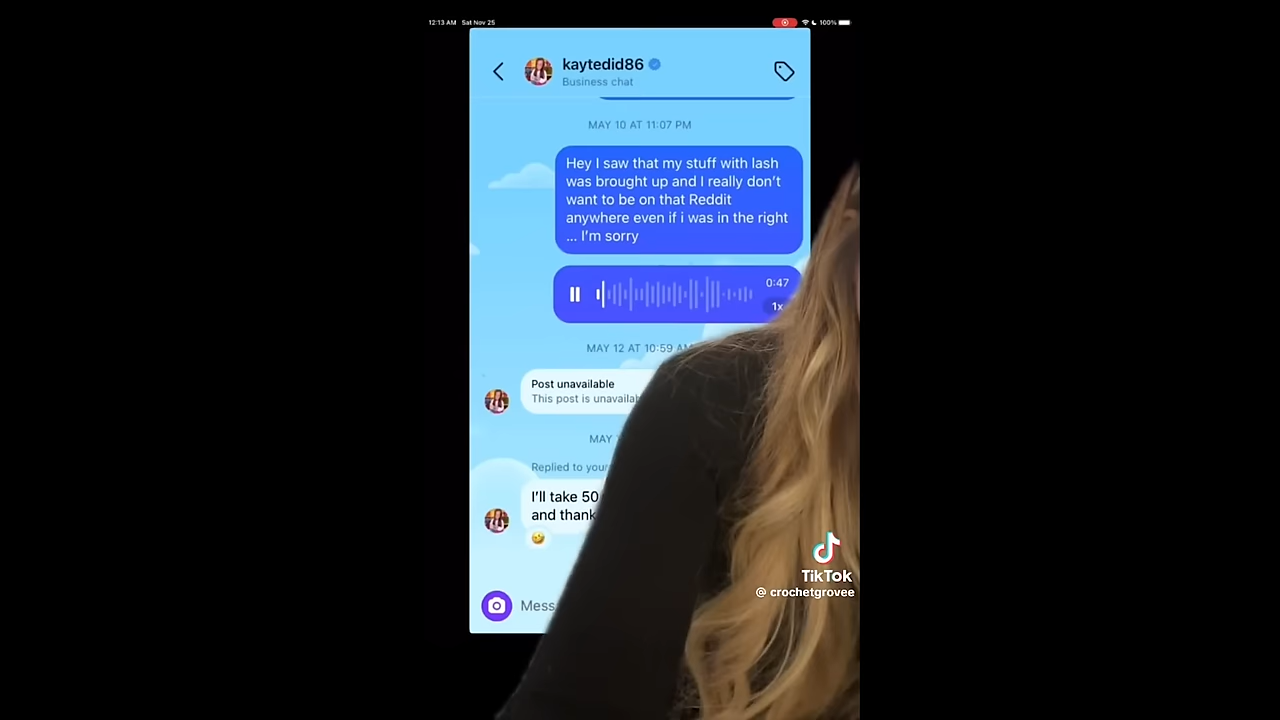 12:13 AM Sat Nov 25
100%
kaytedid86
Business chat
MAY 10 AT 11:07 PM
Hey I saw that my stuff with lash
was brought up and I really don't
want to be on that Reddit
anywhere even if i was in the right
... I'm sorry
0:47
1x
MAY 12 AT 10:59 AM
Post unavailable
This post is
MAY
Replied to
I'll take 50
and thank
TikTok
@ crochetgrovee